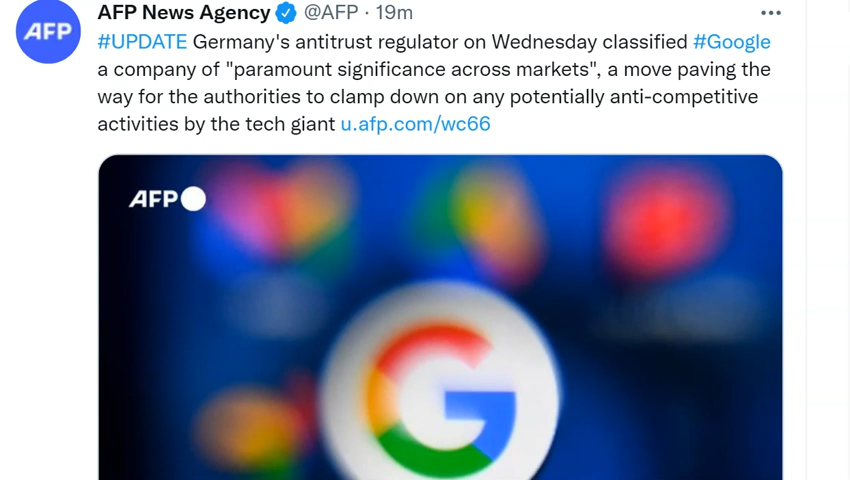 AFP
AFP News Agency @AFP · 19m
#UPDATE Germany's antitrust regulator on Wednesday classified #Google
a company of "paramount significance across markets", a move paving the
way for the authorities to clamp down on any potentially anti-competitive
activities by the tech giant u.afp.com/wc66
AFP
G